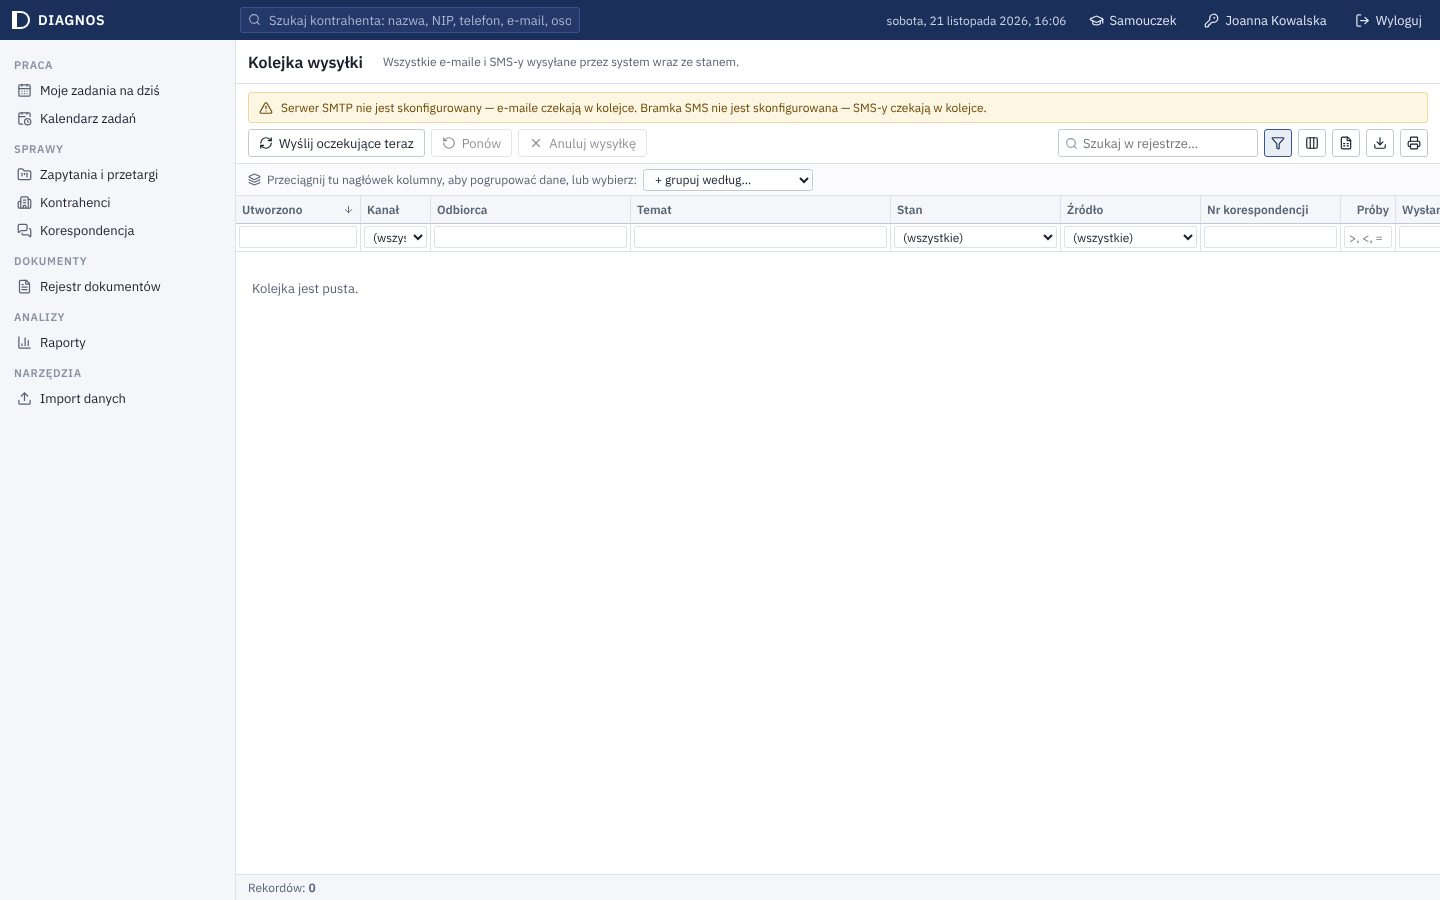 DIAGNOS
Szukaj kontrahenta: nazwa, NIP, telefon, e-mail, oso
sobota, 21 listopada 2026, 16:06
Samouczek
Joanna Kowalska
Wyloguj
PRACA
Moje zadania na dziś
Kalendarz zadań
SPRAWY
Zapytania i przetargi
Kontrahenci
Korespondencja
DOKUMENTY
Rejestr dokumentów
ANALIZY
Raporty
NARZĘDZIA
Import danych
Kolejka wysyłki
Wszystkie e-maile i SMS-y wysyłane przez system wraz ze stanem.
Serwer SMTP nie jest skonfigurowany — e-maile czekają w kolejce. Bramka SMS nie jest skonfigurowana — SMS-y czekają w kolejce.
Wyślij oczekujące teraz
Ponów
Anuluj wysyłkę
Szukaj w rejestrze...
Przeciągnij tu nagłówek kolumny, aby pogrupować dane, lub wybierz:
+ grupuj według...
Utworzono ↓ Kanał Odbiorca Temat Stan Źródło Nr korespondencji Próby Wysłan
(wszys (wszystkie) (wszystkie) >, <, =
Kolejka jest pusta.
Rekordów: 0